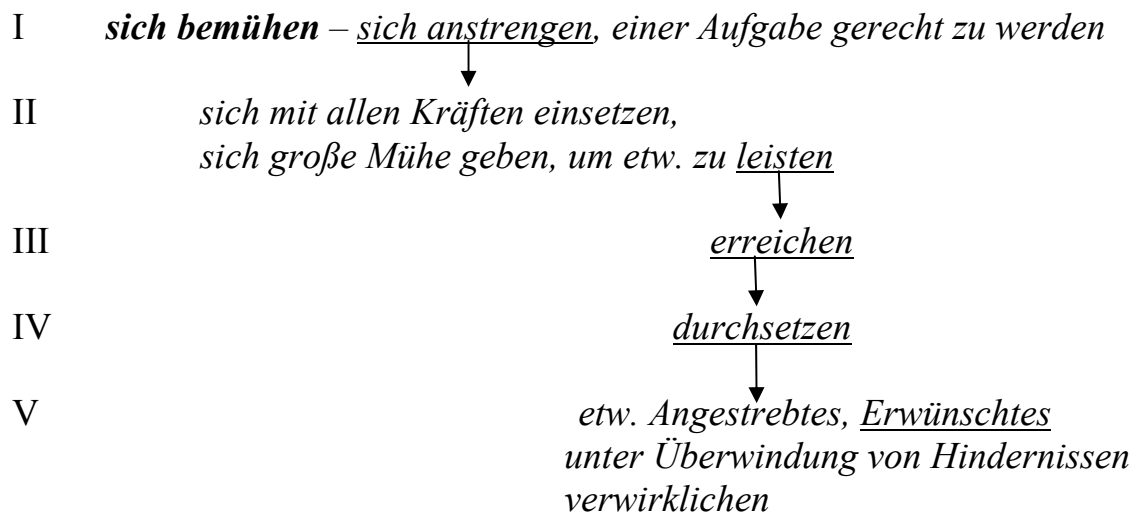 I sich bemühen – sich anstrengen, einer Aufgabe gerecht zu werden
II sich mit allen Kräften einsetzen,
sich große Mühe geben, um etw. zu leisten
III erreichen
IV durchsetzen
V etw. Angestrebtes, Erwünschtes
unter Überwindung von Hindernissen
verwirklichen